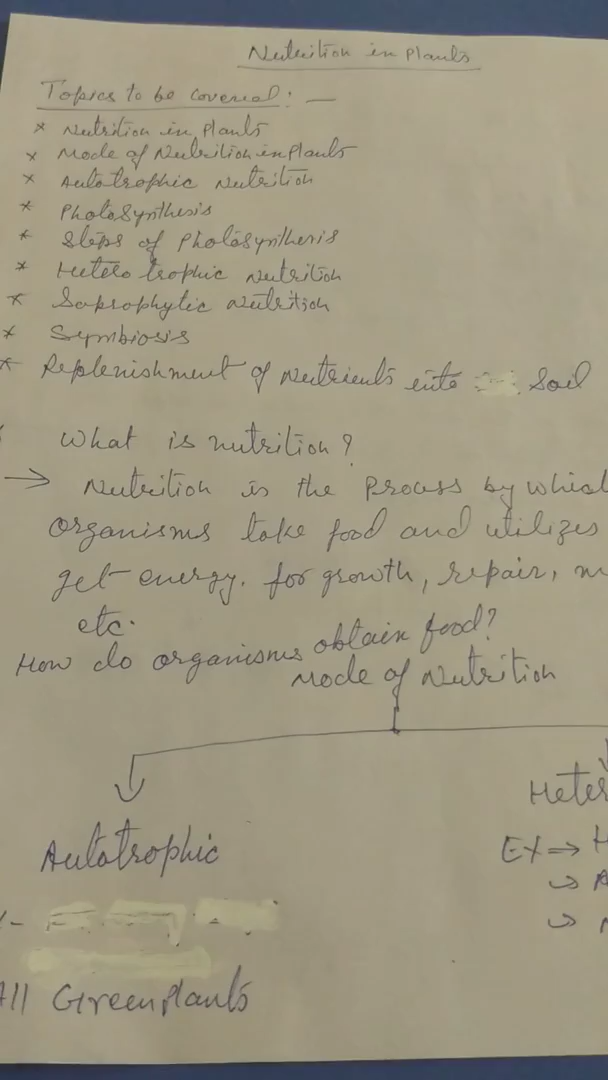 Nutrition in Plants
Topics to be covered: —
* Nutrition in Plants
* Mode of Nutrition in Plants
* Autotrophic Nutrition
* Photosynthesis
* Steps of Photosynthesis
* Heterotrophic Nutrition
* Saprophytic Nutrition
* Symbiosis
* Replenishment of Nutrients into Soil
What is nutrition?
→ Nutrition is the Process by which
organisms take food and utilizes
get energy. for growth, repair,
etc.
How do organisms obtain food?
Mode of Nutrition
Autotrophic
Heter
EX ⇒ H
All Green plants